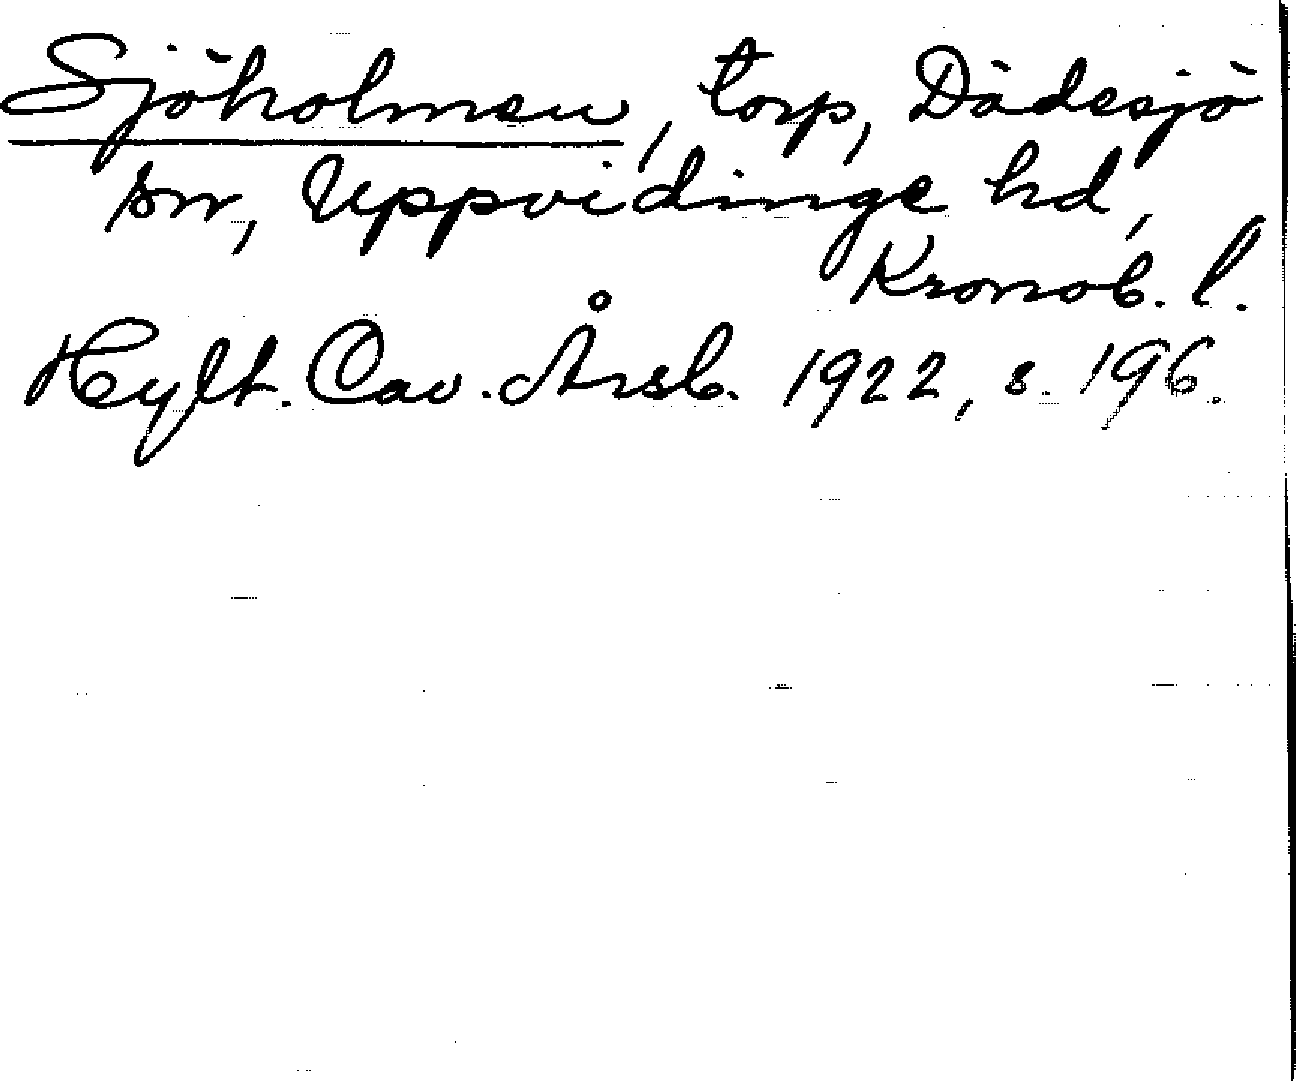 Sjöholmen, torp, Dädesjö
sn, Uppvidinge hd,
Kronob. l.
Hylt. Cav. Årsb. 1922, s. 196.